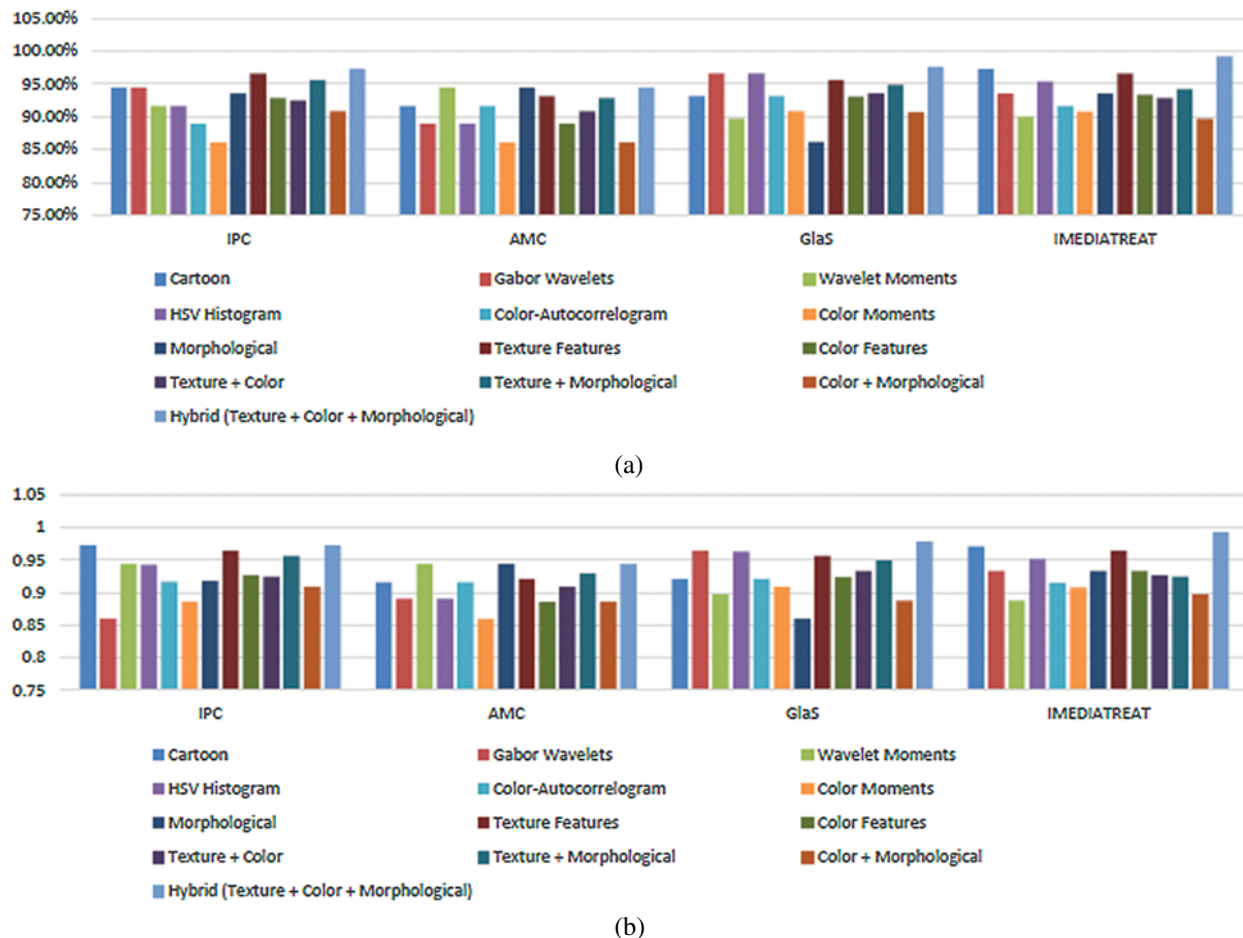 105.00%
100.00%
95.00%
90.00%
85.00%
80.00%
75.00%
IPC AMC GlaS IMEDIATREAT
Cartoon Gabor Wavelets Wavelet Moments
HSV Histogram Color-Autocorrelogram Color Moments
Morphological Texture Features Color Features
Texture + Color Texture + Morphological Color + Morphological
Hybrid (Texture + Color + Morphological)
(a)
1.05
1
0.95
0.9
0.85
0.8
0.75
IPC AMC GlaS IMEDIATREAT
Cartoon Gabor Wavelets Wavelet Moments
HSV Histogram Color-Autocorrelogram Color Moments
Morphological Texture Features Color Features
Texture + Color Texture + Morphological Color + Morphological
Hybrid (Texture + Color + Morphological)
(b)